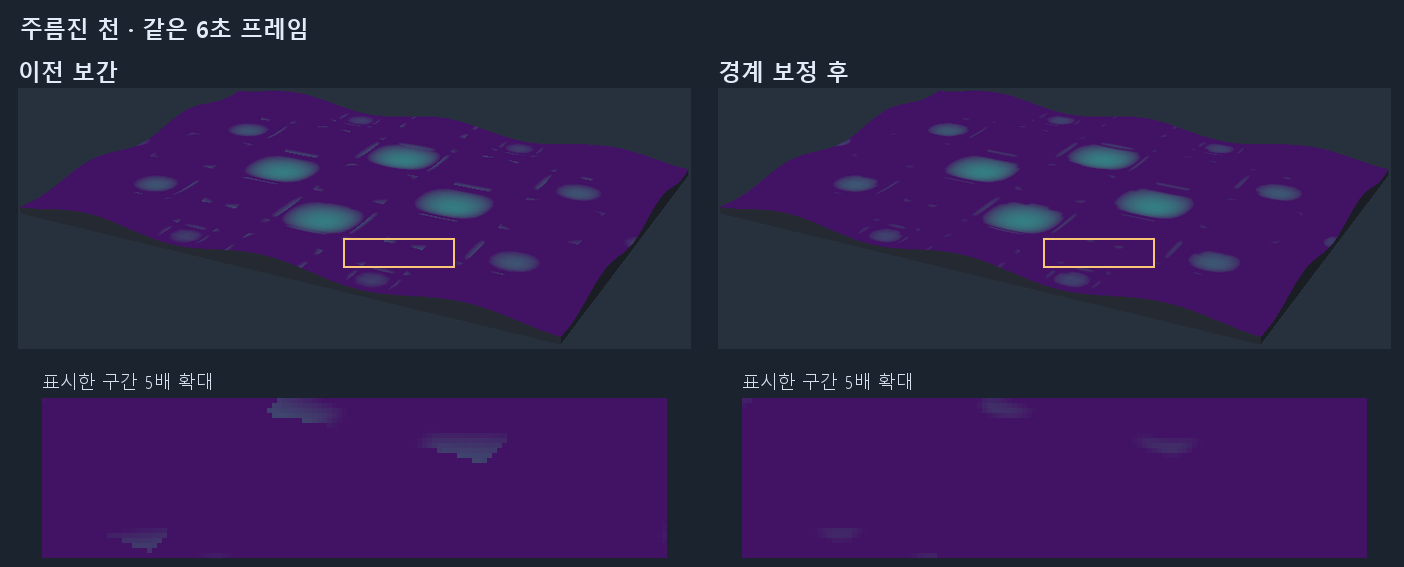 주름진 천 · 같은 6초 프레임
이전 보간
경계 보정 후
표시한 구간 5배 확대
표시한 구간 5배 확대